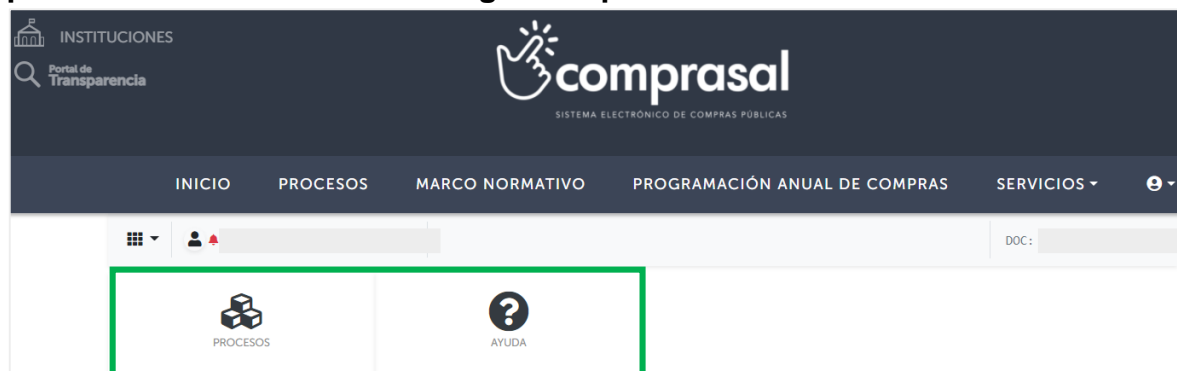 INSTITUCIONES
Portal de
Transparencia
comprasal
SISTEMA ELECTRÓNICO DE COMPRAS PÚBLICAS
INICIO PROCESOS MARCO NORMATIVO PROGRAMACIÓN ANUAL DE COMPRAS SERVICIOS
DOC:
PROCESOS AYUDA